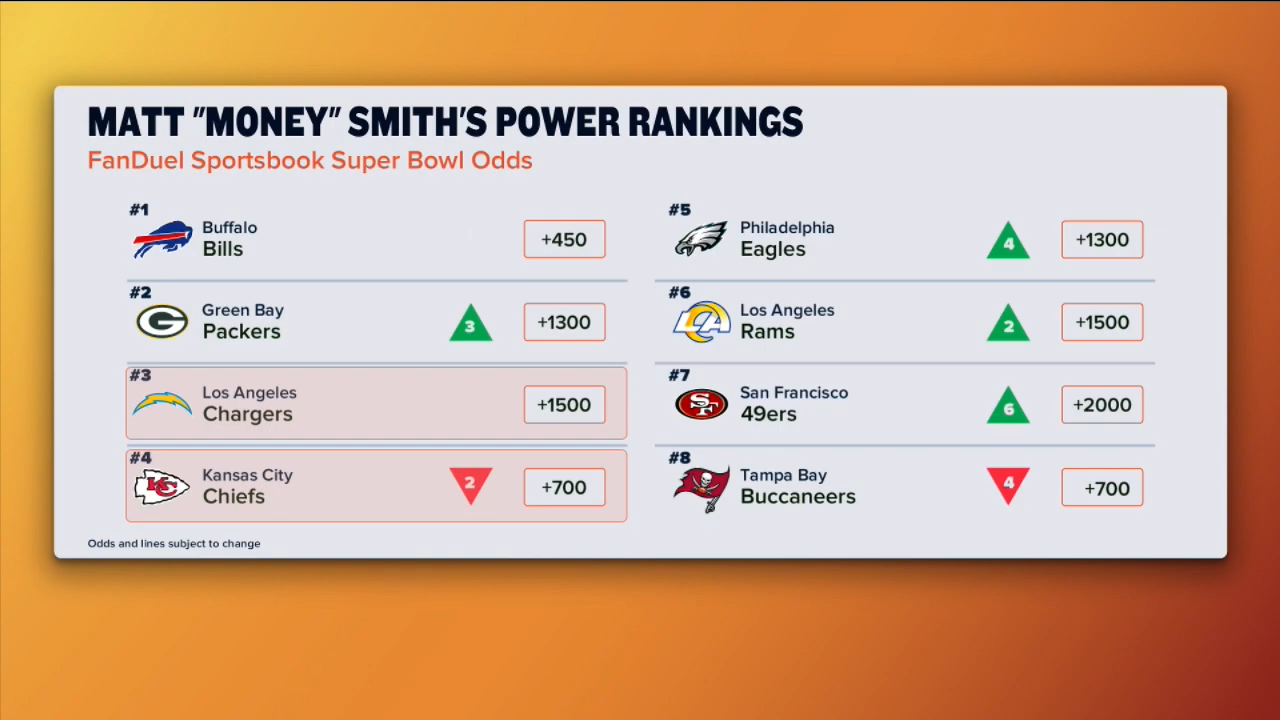 MATT "MONEY" SMITH'S POWER RANKINGS
FanDuel Sportsbook Super Bowl Odds
#1
Buffalo
Bills
+450
#2
Green Bay
Packers
3
+1300
#3
Los Angeles
Chargers
+1500
#4
Kansas City
Chiefs
2
+700
#5
Philadelphia
Eagles
4
+1300
#6
Los Angeles
Rams
2
+1500
#7
San Francisco
49ers
6
+2000
#8
Tampa Bay
Buccaneers
4
+700
Odds and lines subject to change